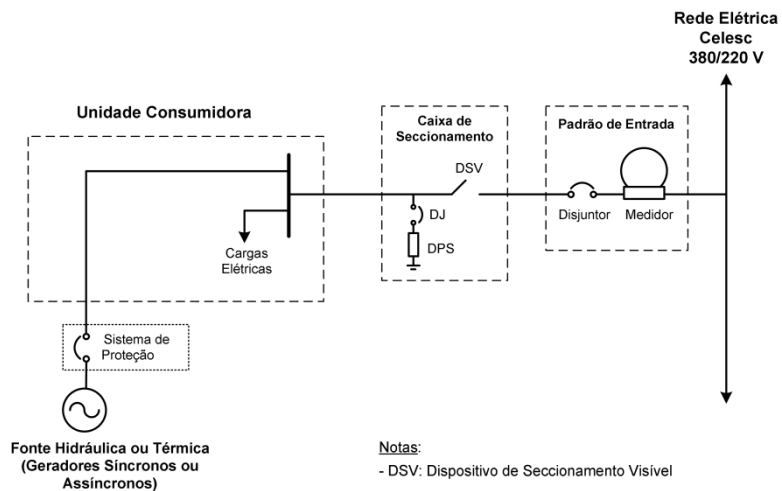 Rede Elétrica
Celesc
380/220 V
Unidade Consumidora
Caixa de
Seccionamento
Padrão de Entrada
DSV
DJ
DPS
Disjuntor
Medidor
Cargas
Elétricas
Sistema de
Proteção
Fonte Hidráulica ou Térmica
(Geradores Síncronos ou
Assíncronos)
Notas:
- DSV: Dispositivo de Seccionamento Visível